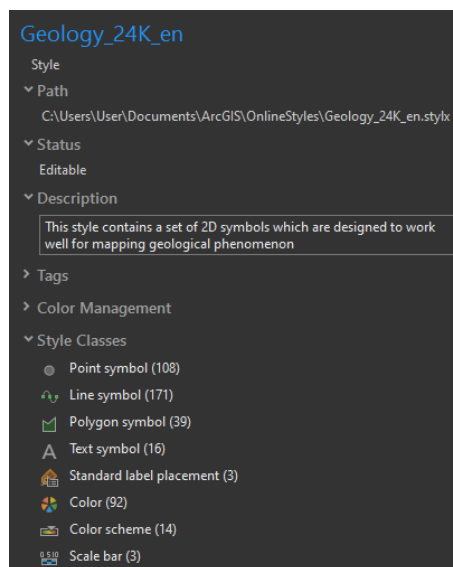 Geology_24K_en
Style
Path
C:\Users\User\Documents\ArcGIS\OnlineStyles\Geology_24K_en.stylx
Status
Editable
Description
This style contains a set of 2D symbols which are designed to work
well for mapping geological phenomenon
Tags
Color Management
Style Classes
Point symbol (108)
Line symbol (171)
Polygon symbol (39)
A Text symbol (16)
Standard label placement (3)
Color (92)
Color scheme (14)
0 510 Scale bar (3)